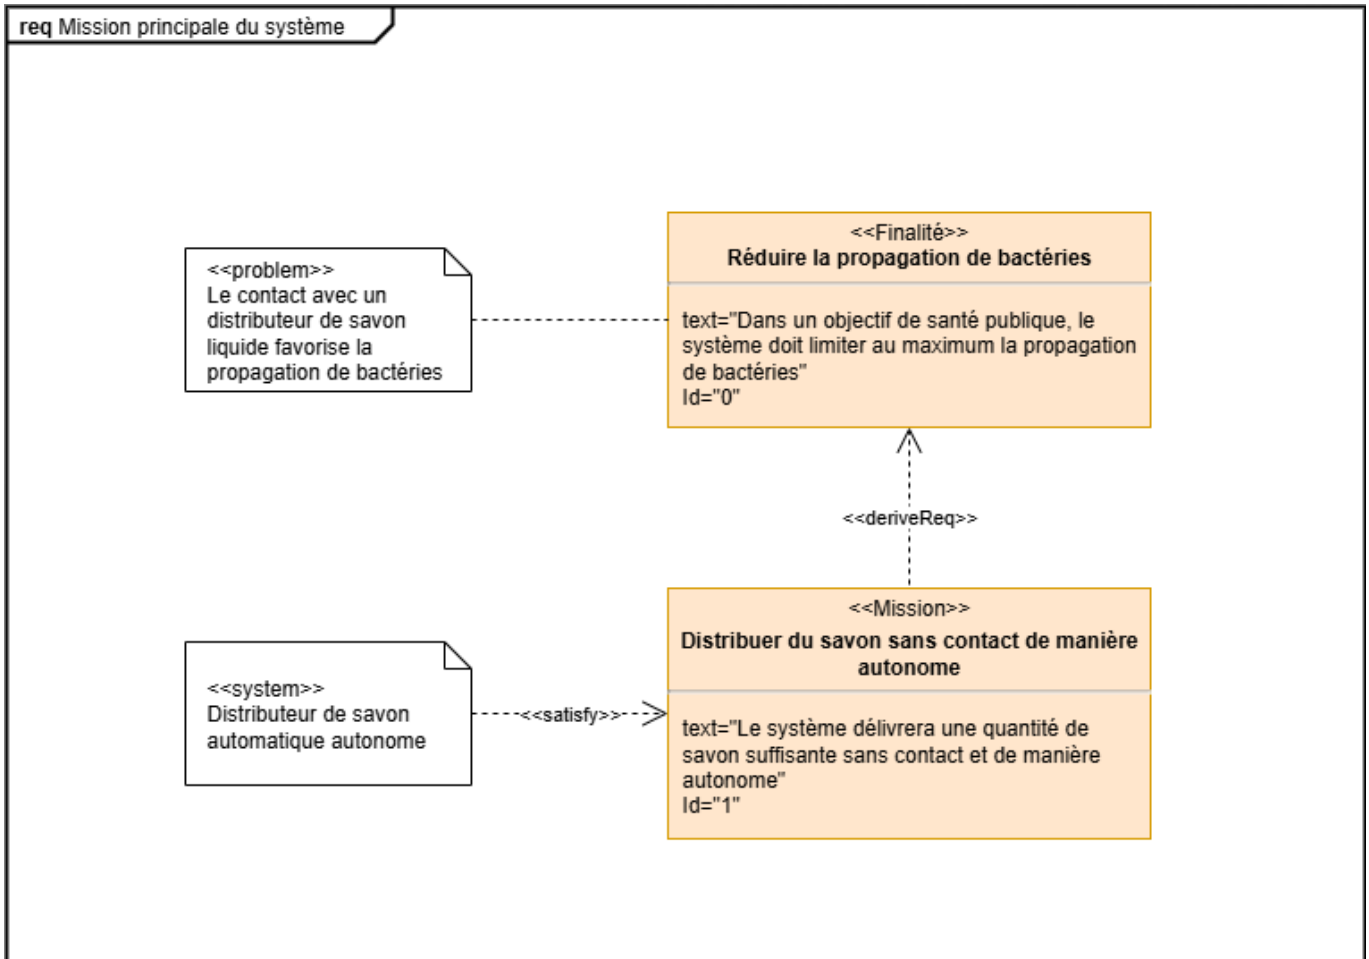 req Mission principale du système
<<Finalité>>
Réduire la propagation de bactéries
<<problem>>
Le contact avec un
distributeur de savon
liquide favorise la
propagation de bactéries
text="Dans un objectif de santé publique, le
système doit limiter au maximum la propagation
de bactéries"
Id="0"
<<deriveReq>>
<<Mission>>
Distribuer du savon sans contact de manière
autonome
<<system>>
Distributeur de savon
automatique autonome
<<satisfy>>
text="Le système délivrera une quantité de
savon suffisante sans contact et de manière
autonome"
Id="1"